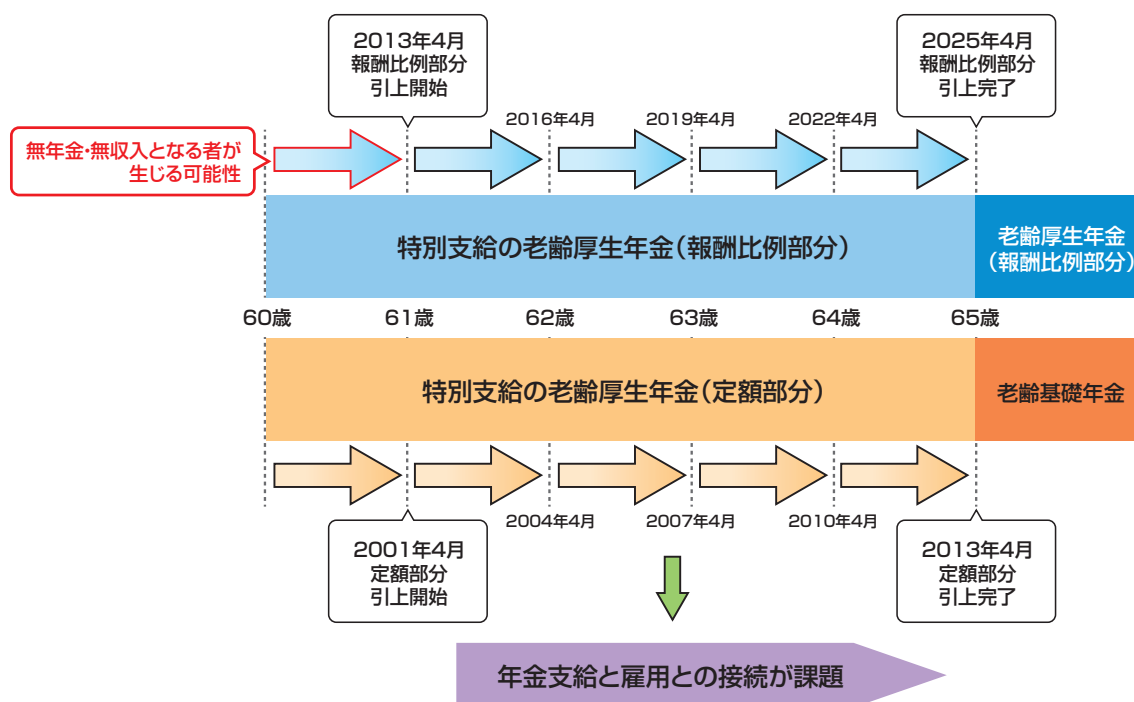 2013年4月
報酬比例部分
引上開始
2025年4月
報酬比例部分
引上完了
2016年4月
2019年4月
2022年4月
無年金・無収入となる者が
生じる可能性
特別支給の老齢厚生年金（報酬比例部分）
老齢厚生年金
（報酬比例部分）
60歳
61歳
62歳
63歳
64歳
65歳
特別支給の老齢厚生年金（定額部分）
老齢基礎年金
2004年4月
2007年4月
2010年4月
2001年4月
定額部分
引上開始
2013年4月
定額部分
引上完了
年金支給と雇用との接続が課題